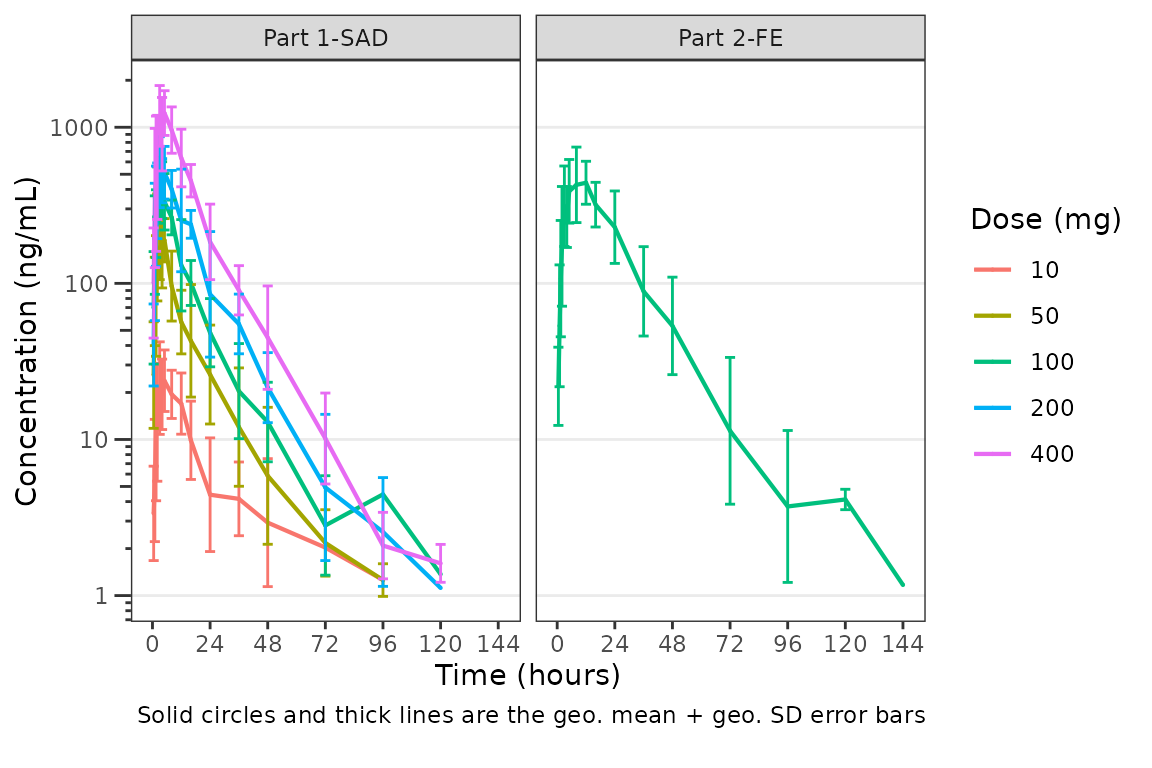 Part 1-SAD
Part 2-FE
Concentration (ng/mL)
1000
100
10
1
0 24 48 72 96 120 144
0 24 48 72 96 120 144
Time (hours)
Solid circles and thick lines are the geo. mean + geo. SD error bars
Dose (mg)
10
50
100
200
400